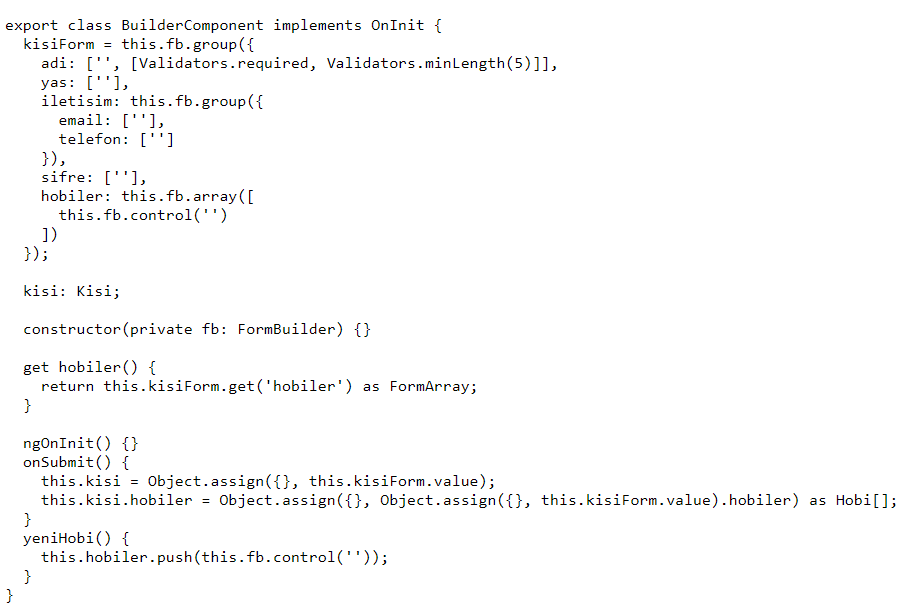 export class BuilderComponent implements OnInit {
  kisiForm = this.fb.group({
    adi: ['', [Validators.required, Validators.minLength(5)]],
    yas: [''],
    iletisim: this.fb.group({
      email: [''],
      telefon: ['']
    }),
    sifre: [''],
    hobiler: this.fb.array([
      this.fb.control('')
    ])
  });

  kisi: Kisi;

  constructor(private fb: FormBuilder) {}

  get hobiler() {
    return this.kisiForm.get('hobiler') as FormArray;
  }

  ngOnInit() {}
  onSubmit() {
    this.kisi = Object.assign({}, this.kisiForm.value);
    this.kisi.hobiler = Object.assign({}, Object.assign({}, this.kisiForm.value).hobiler) as Hobi[];
  }
  yeniHobi() {
    this.hobiler.push(this.fb.control(''));
  }
}